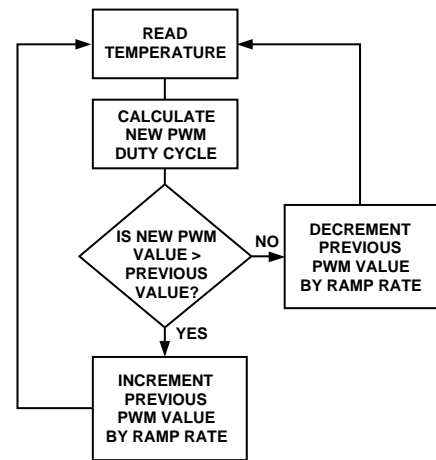 READ
TEMPERATURE
CALCULATE
NEW PWM
DUTY CYCLE
IS NEW PWM
VALUE >
PREVIOUS
VALUE?
NO
DECREMENT
PREVIOUS
PWM VALUE
BY RAMP RATE
YES
INCREMENT
PREVIOUS
PWM VALUE
BY RAMP RATE